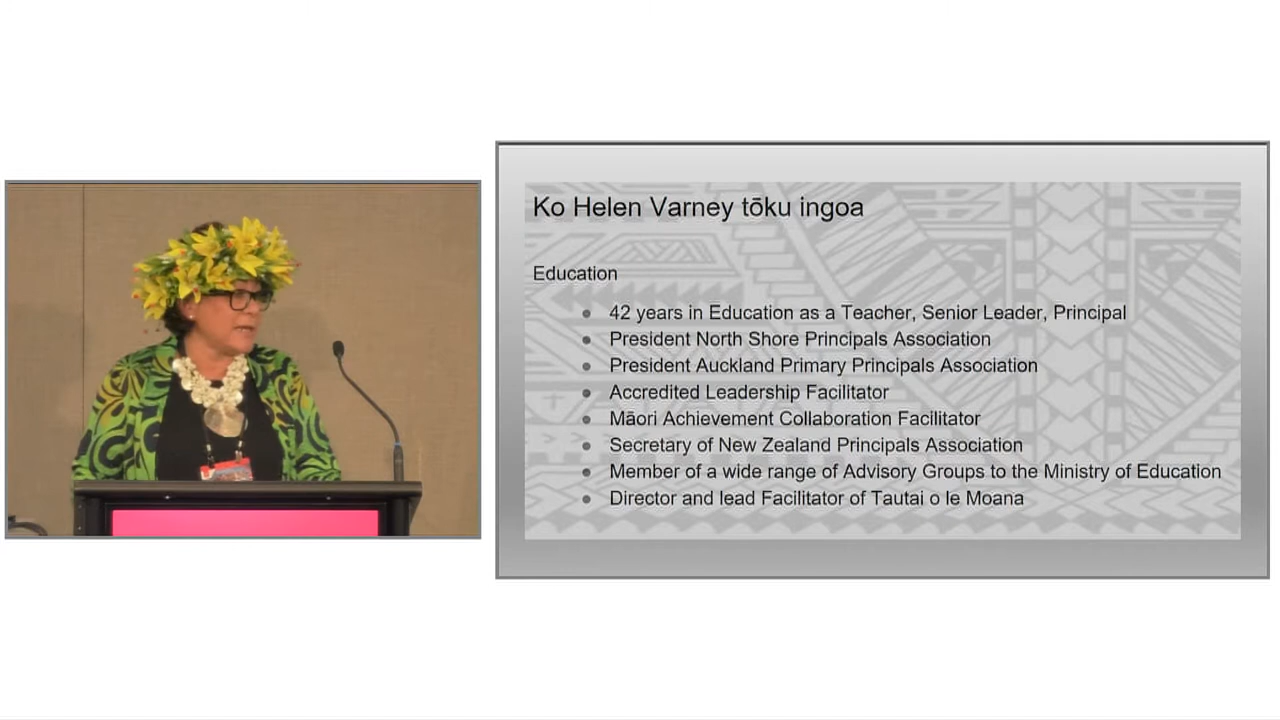 Ko Helen Varney tōku ingoa
Education
42 years in Education as a Teacher, Senior Leader, Principal
President North Shore Principals Association
President Auckland Primary Principals Association
Accredited Leadership Facilitator
Māori Achievement Collaboration Facilitator
Secretary of New Zealand Principals Association
Member of a wide range of Advisory Groups to the Ministry of Education
Director and lead Facilitator of Tautai o le Moana